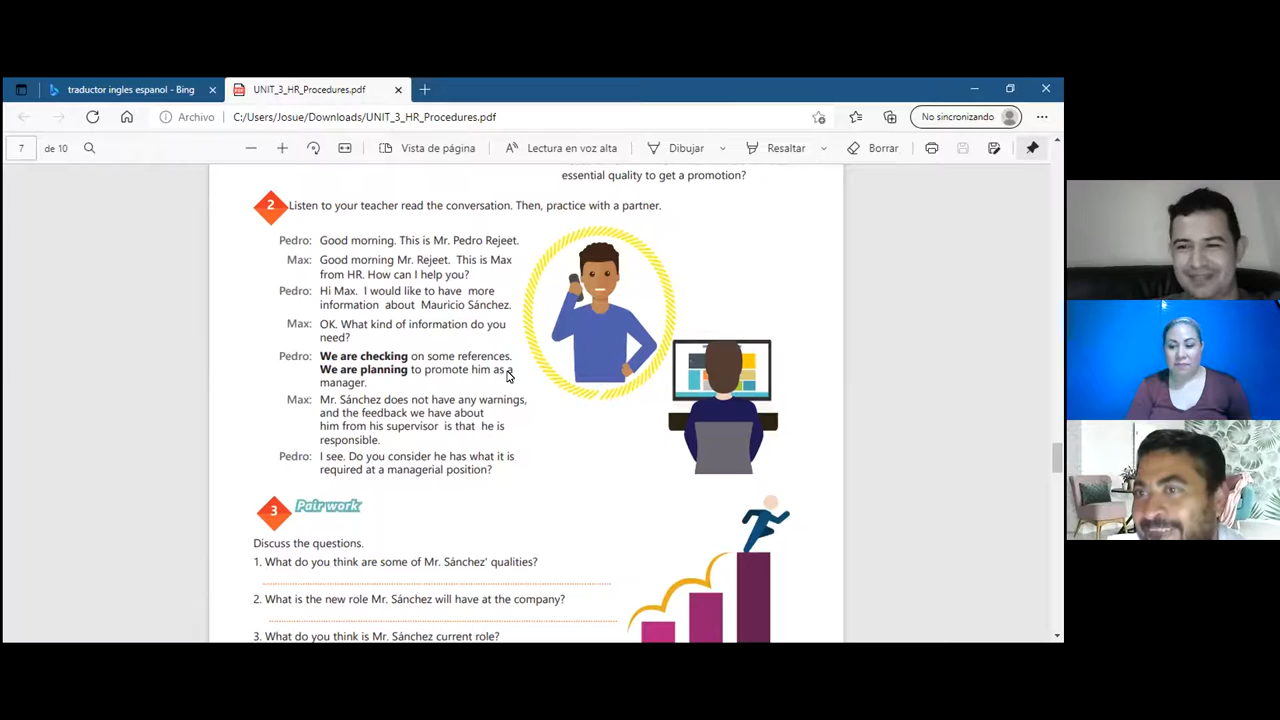 traductor ingles espanol - Bing
UNIT_3_HR_Procedures.pdf
Archivo
C:/Users/Josue/Downloads/UNIT_3_HR_Procedures.pdf
No sincronizando
7
de 10
Vista de página
Lectura en voz alta
Dibujar
Resaltar
Borrar
essential quality to get a promotion?
2 Listen to your teacher read the conversation. Then, practice with a partner.
Pedro: Good morning. This is Mr. Pedro Rejeet.
Max: Good morning Mr. Rejeet. This is Max
from HR. How can I help you?
Pedro: Hi Max. I would like to have more
information about Mauricio Sánchez.
Max: OK. What kind of information do you
need?
Pedro: We are checking on some references.
We are planning to promote him as a
manager.
Max: Mr. Sánchez does not have any warnings,
and the feedback we have about
him from his supervisor is that he is
responsible.
Pedro: I see. Do you consider he has what it is
required at a managerial position?
3 Pair work
Discuss the questions.
1. What do you think are some of Mr. Sánchez' qualities?
2. What is the new role Mr. Sánchez will have at the company?
3. What do you think is Mr. Sánchez current role?